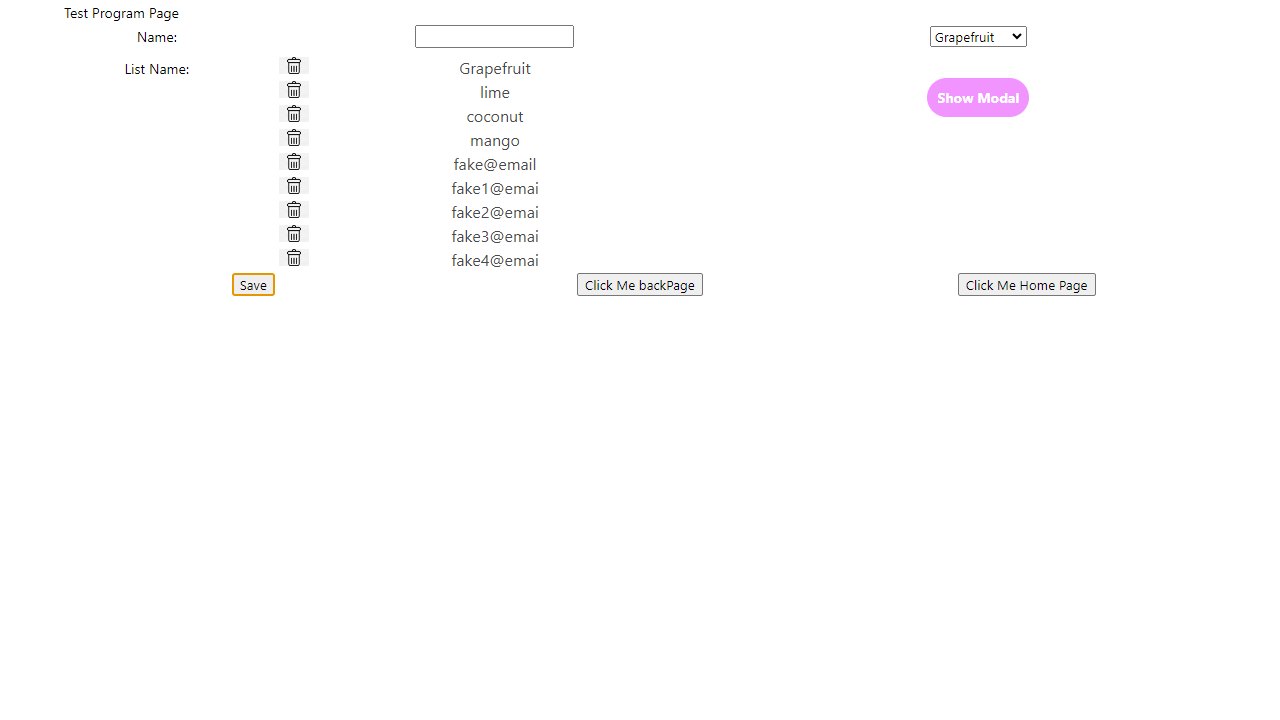 Test Program Page
Name:
Grapefruit
List Name:
Grapefruit
Show Modal
lime
coconut
mango
fake@email
fake1@emai
fake2@emai
fake3@emai
fake4@emai
Save
Click Me backPage
Click Me Home Page